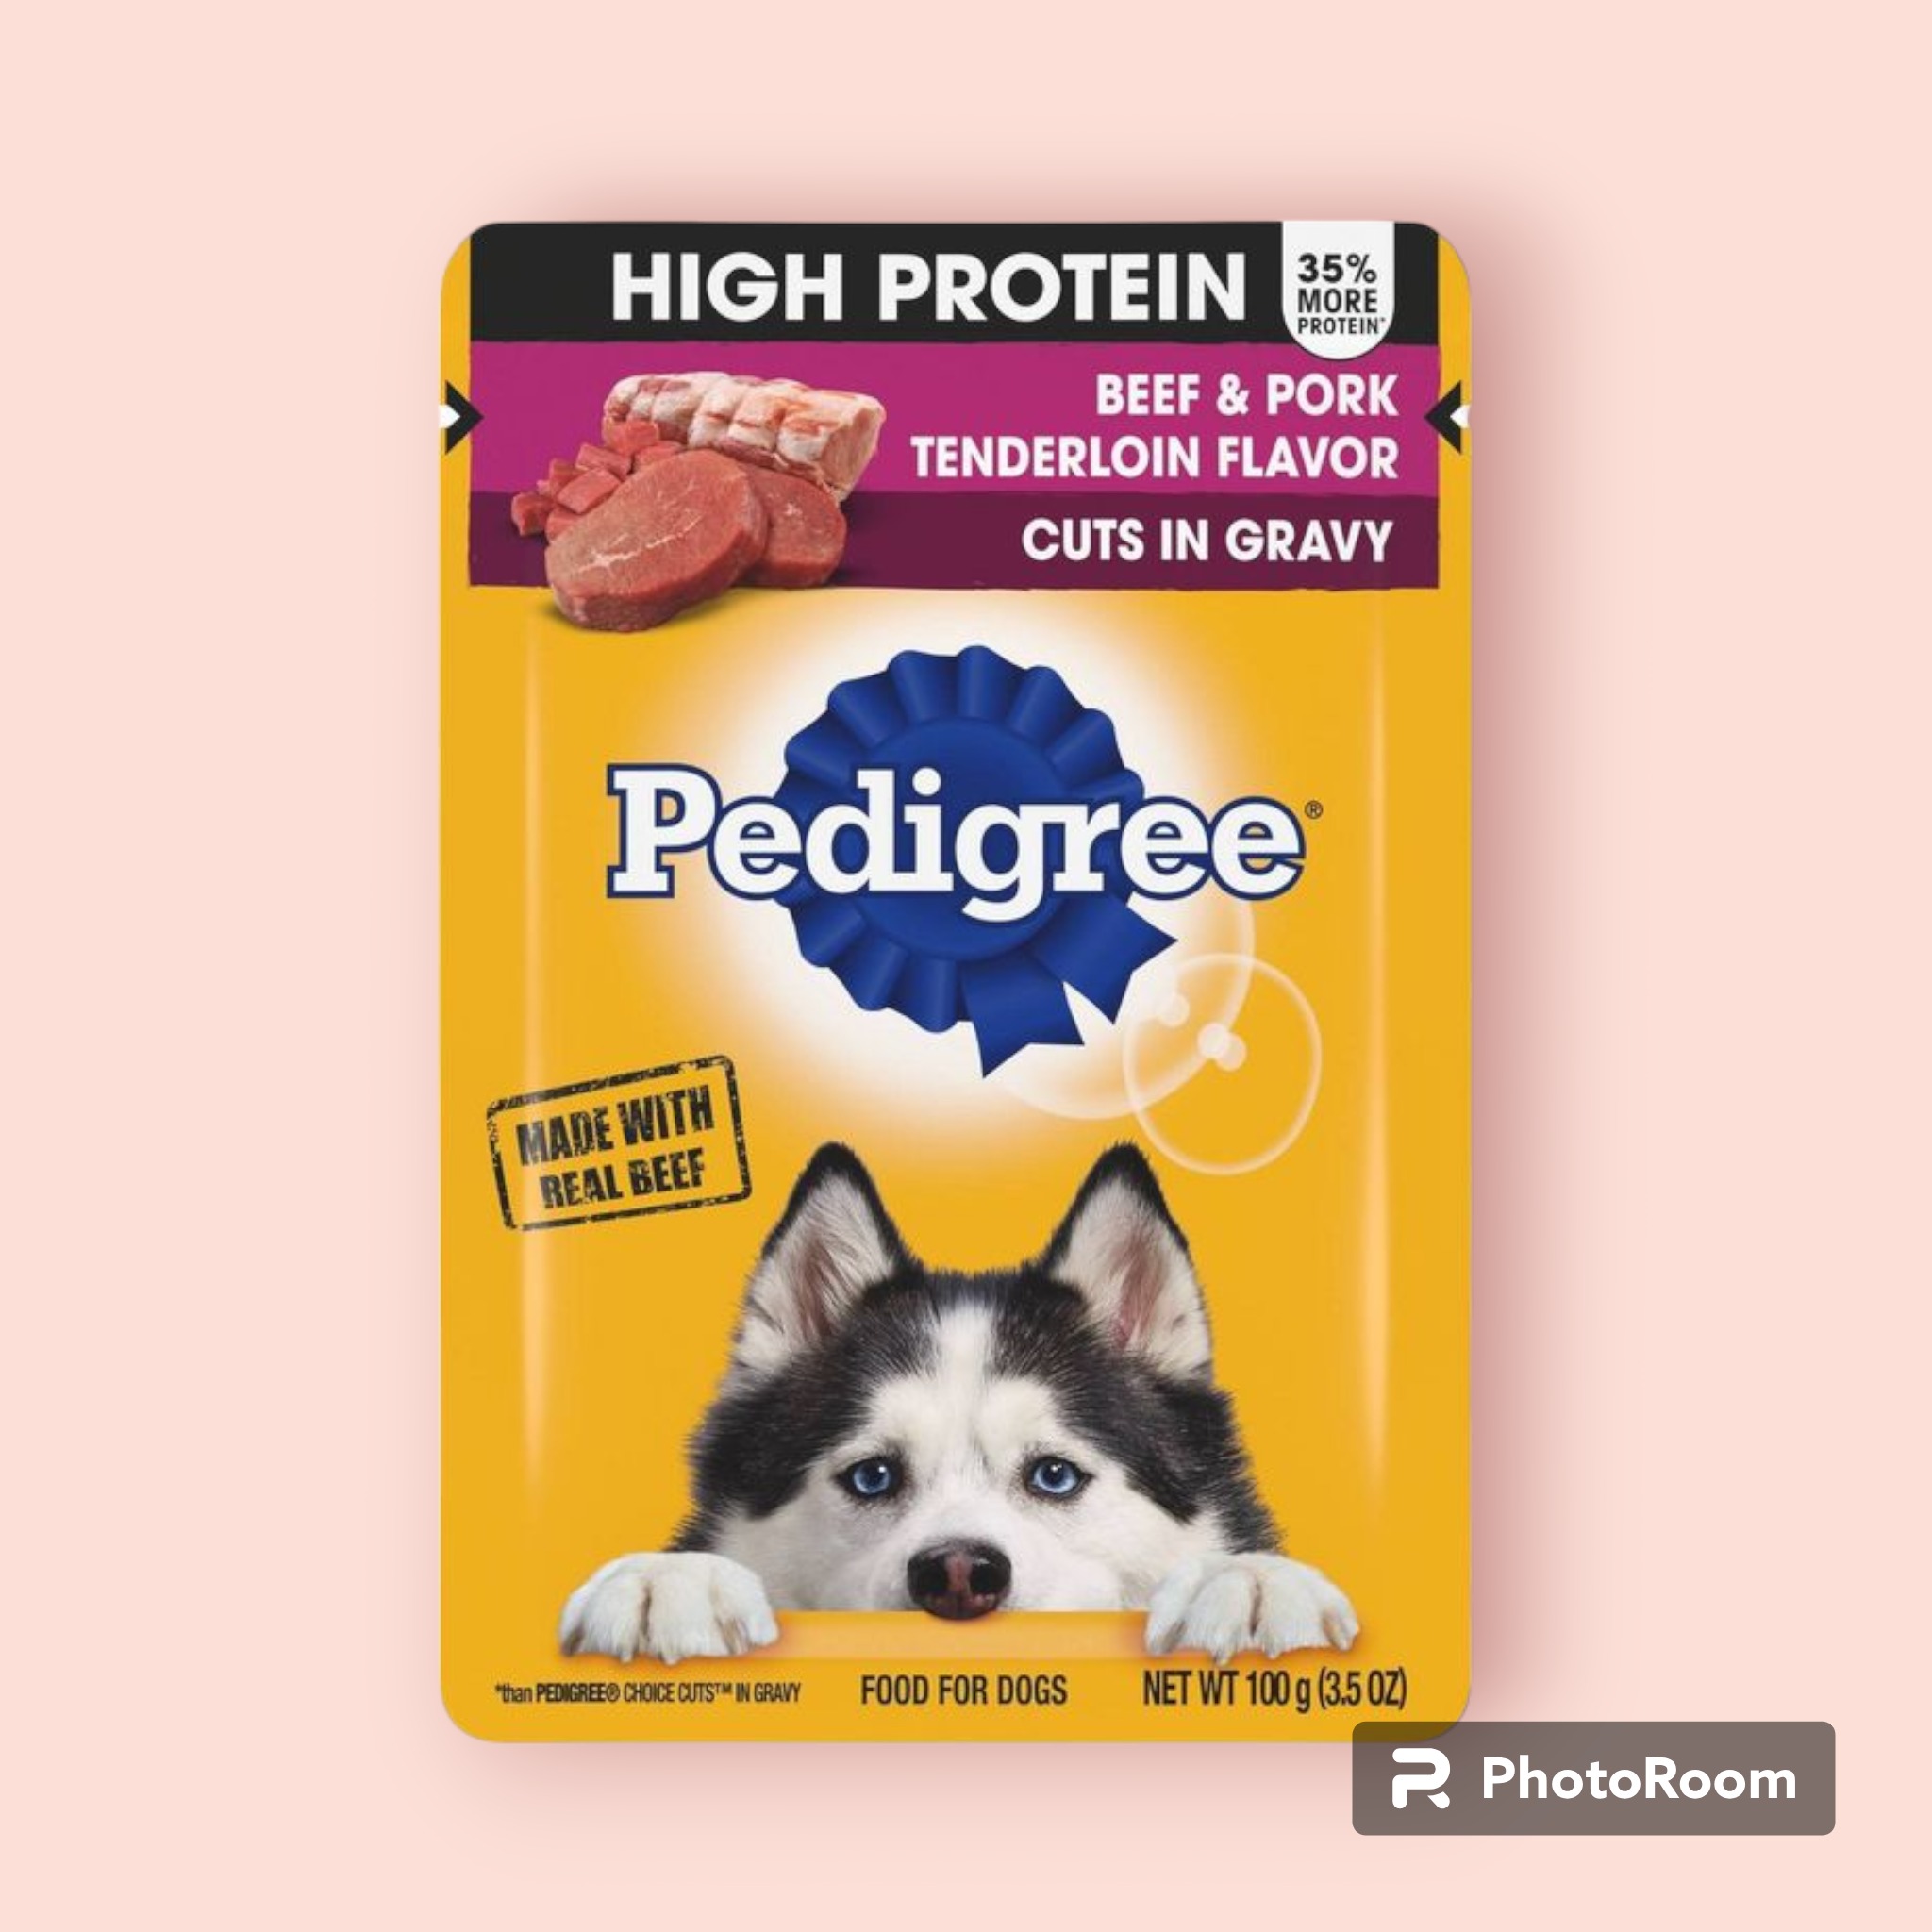 HIGH PROTEIN
35%
MORE
PROTEIN*
BEEF & PORK
TENDERLOIN FLAVOR
CUTS IN GRAVY
Pedigree®
MADE WITH
REAL BEEF
*than PEDIGREE® CHOICE CUTS™ IN GRAVY
FOOD FOR DOGS
NET WT 100 g (3.5 OZ)
PhotoRoom